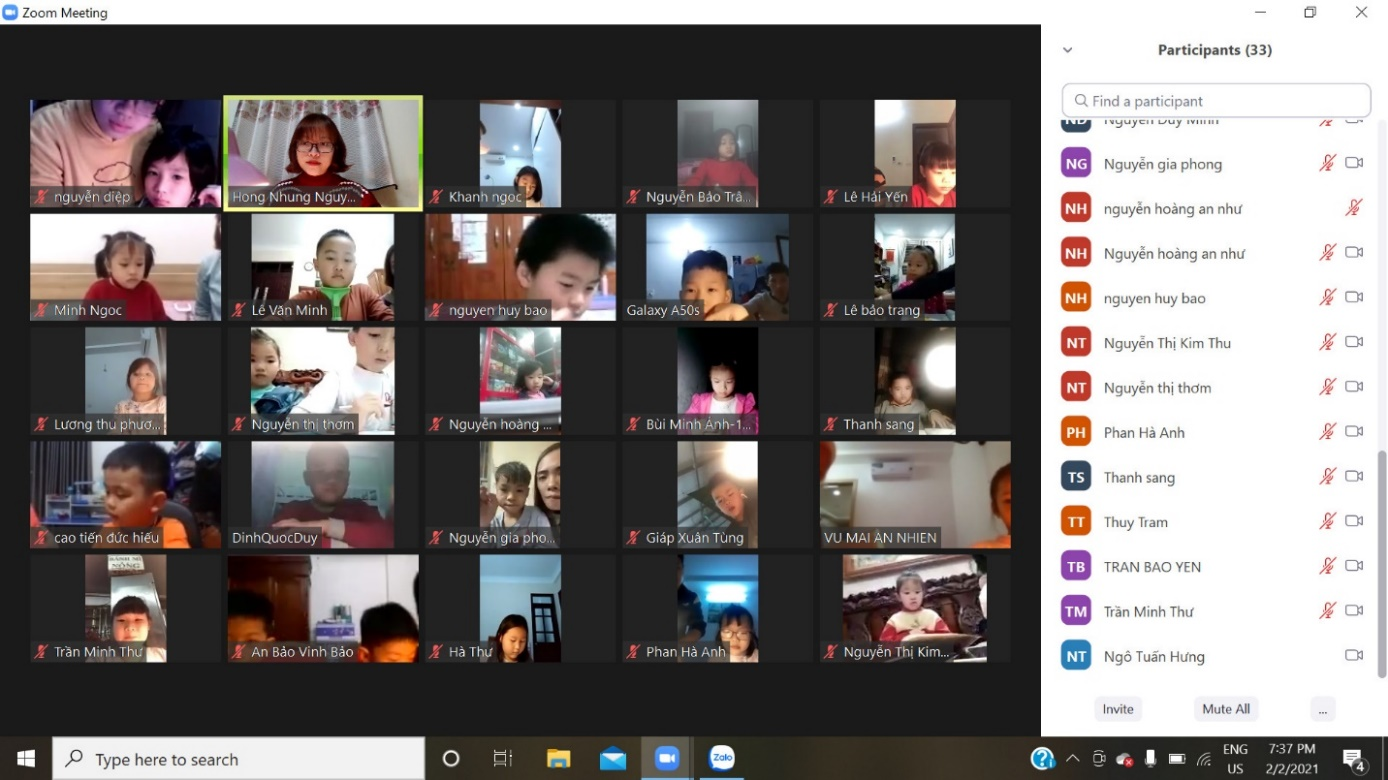 Zoom Meeting
nguyễn diệp
Hong Nhung Nguy...
Khanh ngoc
Nguyễn Bảo Trâ...
Lê Hải Yến
Minh Ngoc
Lê Văn Minh
nguyen huy bao
Galaxy A50s
Lê bảo trang
Lương thu phươ...
Nguyễn thị thơm
Nguyễn hoàng ...
Bùi Minh Ánh-1...
Thanh sang
cao tiến đức hiếu
DinhQuocDuy
Nguyễn gia pho...
Giáp Xuân Tùng
VU MAI AN NHIEN
Trần Minh Thư
An Bảo Vinh Bảo
Hà Thư
Phan Hà Anh
Nguyễn Thị Kim...
Participants (33)
Find a participant
ND Nguyễn Duy Minh
NG Nguyễn gia phong
NH nguyễn hoàng an như
NH Nguyễn hoàng an như
NH nguyen huy bao
NT Nguyễn Thị Kim Thu
NT Nguyễn thị thơm
PH Phan Hà Anh
TS Thanh sang
TT Thuy Tram
TB TRAN BAO YEN
TM Trần Minh Thư
NT Ngô Tuấn Hưng
Invite Mute All ...
Type here to search
Zalo
ENG
US
7:37 PM
2/2/2021
4